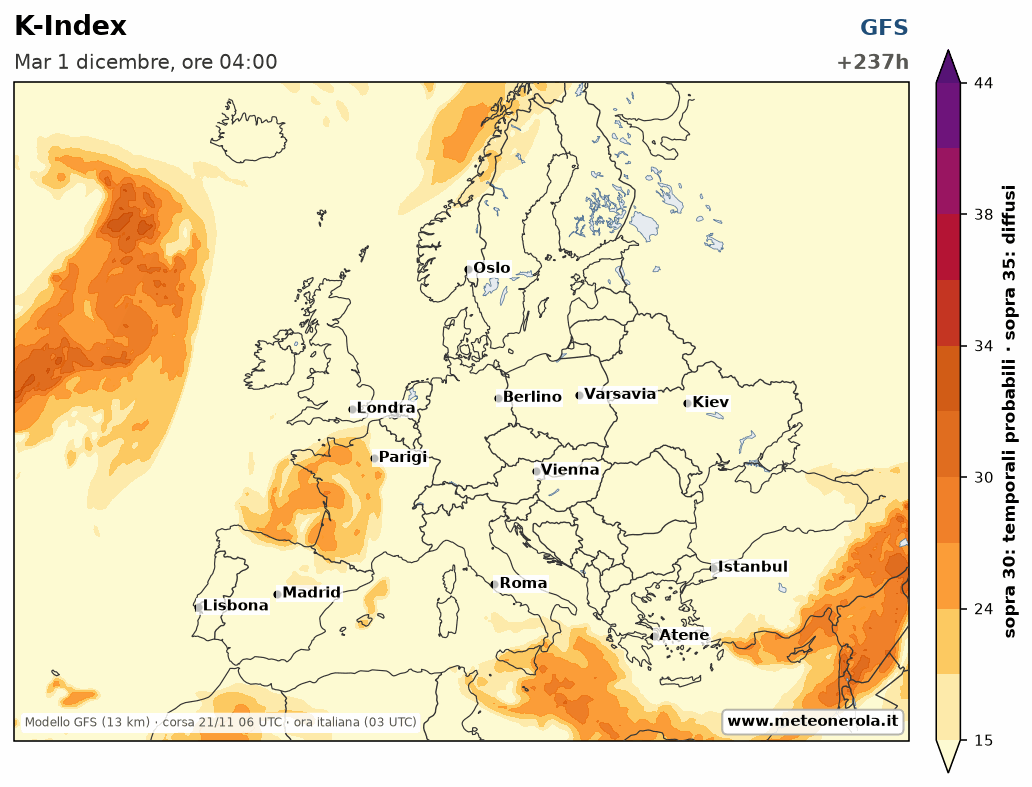 K-Index
GFS
Mar 1 dicembre, ore 04:00
+237h
Oslo
Berlino
Varsavia
Kiev
Londra
Parigi
Vienna
Istanbul
Roma
Madrid
Lisbona
Atene
Modello GFS (13 km) · corsa 21/11 06 UTC · ora italiana (03 UTC)
www.meteonerola.it
44
38
34
30
24
15
sopra 30: temporali probabili · sopra 35: diffusi